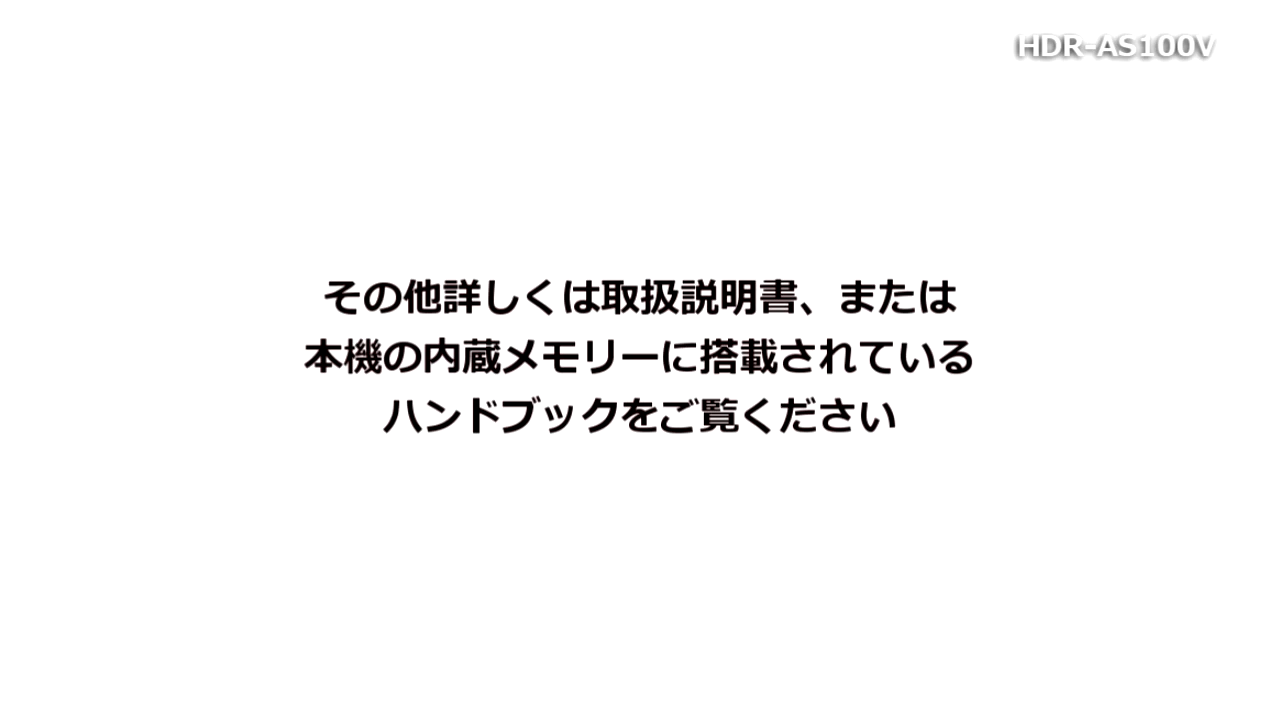 HDR-AS100V
その他詳しくは取扱説明書、または
本機の内蔵メモリーに搭載されている
ハンドブックをご覧ください